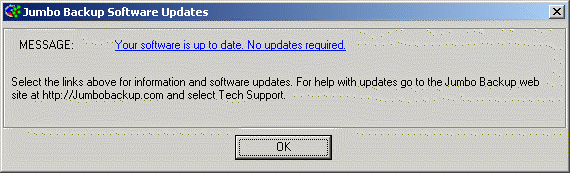 Jumbo Backup Software Updates
MESSAGE: Your software is up to date. No updates required.
Select the links above for information and software updates. For help with updates go to the Jumbo Backup web
site at http://Jumbobackup.com and select Tech Support.
OK